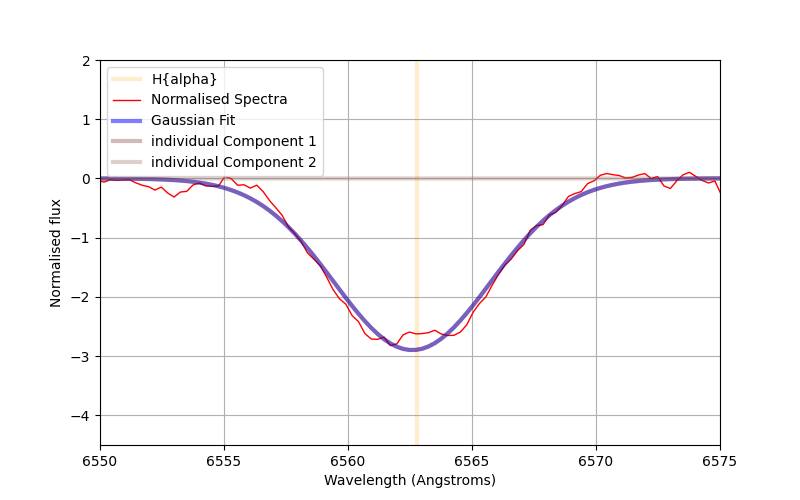 2
1
0
−1
−2
−3
−4
Normalised flux
H{alpha}
Normalised Spectra
Gaussian Fit
individual Component 1
individual Component 2
6550 6555 6560 6565 6570 6575
Wavelength (Angstroms)